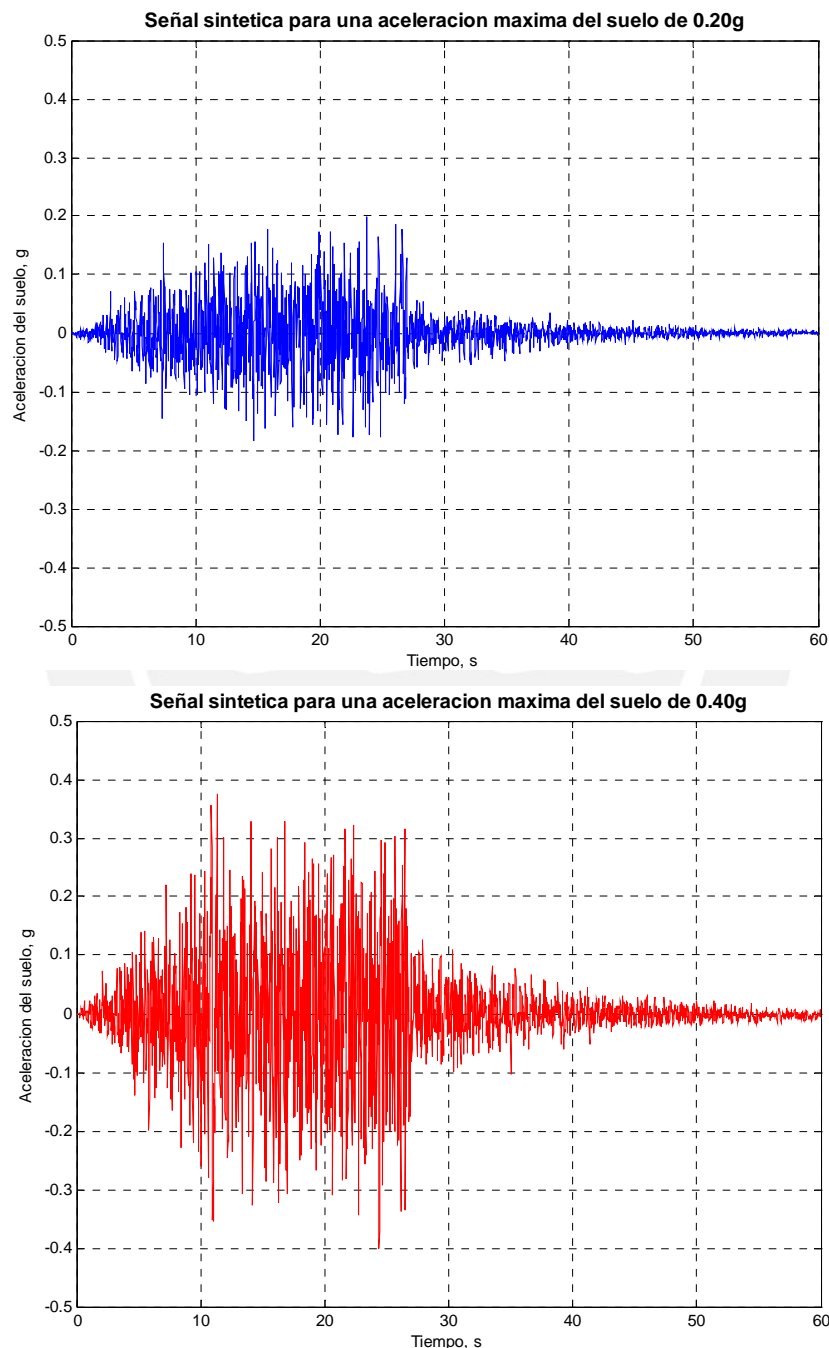 Señal sintetica para una aceleracion maxima del suelo de 0.20g
0.5
0.4
0.3
0.2
0.1
0
-0.1
-0.2
-0.3
-0.4
-0.5
Aceleracion del suelo, g
0 10 20 30 40 50 60
Tiempo, s
Señal sintetica para una aceleracion maxima del suelo de 0.40g
0.5
0.4
0.3
0.2
0.1
0
-0.1
-0.2
-0.3
-0.4
-0.5
Aceleracion del suelo, g
0 10 20 30 40 50 60
Tiempo, s